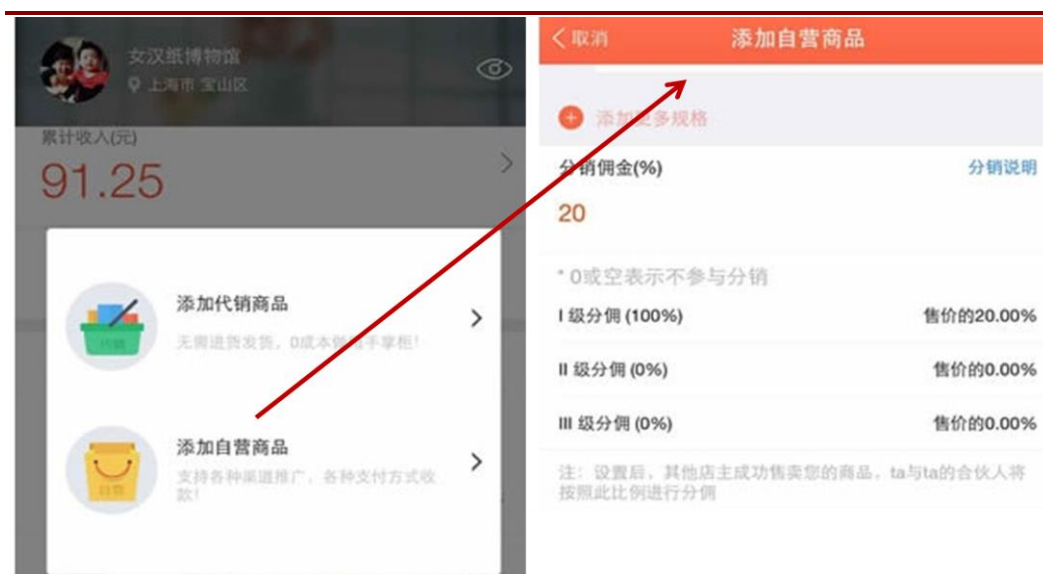 女汉纸博物馆
上海市 宝山区
累计收入(元)
91.25
添加代销商品
无需进货发货，0成本做甩手掌柜！
代销
添加自营商品
支持各种渠道推广，各种支付方式收
款！
自营
取消
添加自营商品
添加更多规格
分销佣金(%)
分销说明
20
* 0或空表示不参与分销
I 级分佣 (100%)
售价的20.00%
II 级分佣 (0%)
售价的0.00%
III 级分佣 (0%)
售价的0.00%
注：设置后，其他店主成功售卖您的商品，ta与ta的合伙人将
按照此比例进行分佣